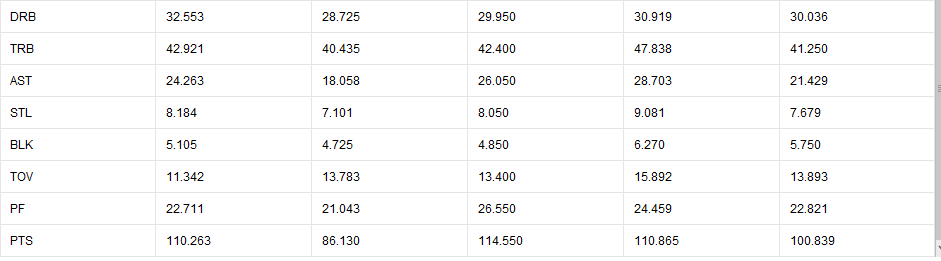 DRB 32.553 28.725 29.950 30.919 30.036
TRB 42.921 40.435 42.400 47.838 41.250
AST 24.263 18.058 26.050 28.703 21.429
STL 8.184 7.101 8.050 9.081 7.679
BLK 5.105 4.725 4.850 6.270 5.750
TOV 11.342 13.783 13.400 15.892 13.893
PF 22.711 21.043 26.550 24.459 22.821
PTS 110.263 86.130 114.550 110.865 100.839